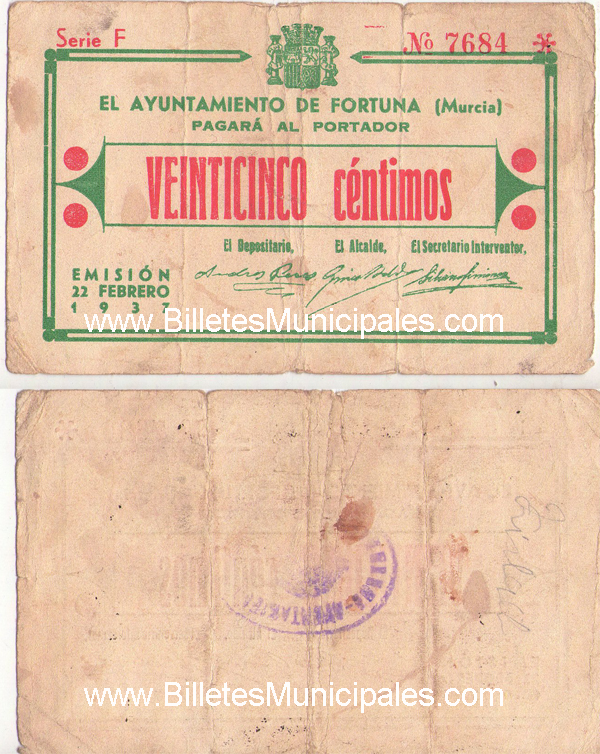 Serie F
No 7684 *
EL AYUNTAMIENTO DE FORTUNA (Murcia)
PAGARÁ AL PORTADOR
VEINTICINCO céntimos
El Depositario, El Alcalde, El Secretario Interventor,
EMISIÓN
22 FEBRERO
1937
www.BilletesMunicipales.com
www.BilletesMunicipales.com